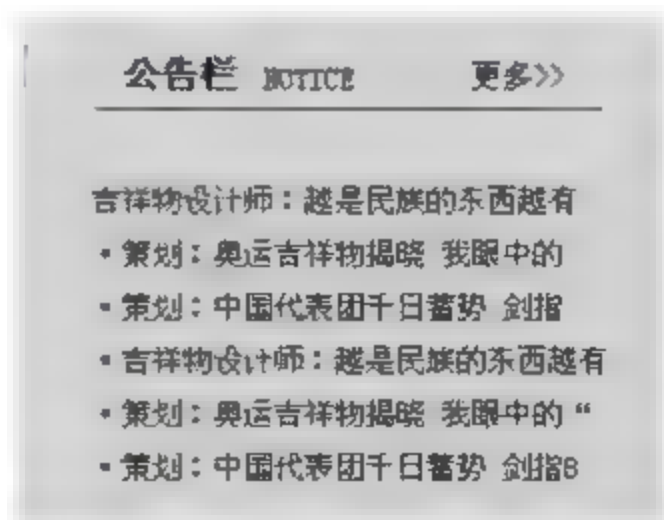 公告栏 NOTICE 更多>>
吉祥物设计师：越是民族的东西越有
·策划：奥运吉祥物揭晓 我眼中的
·策划：中国代表团千日蓄势 剑指
·吉祥物设计师：越是民族的东西越有
·策划：奥运吉祥物揭晓 我眼中的“
·策划：中国代表团千日蓄势 剑指8